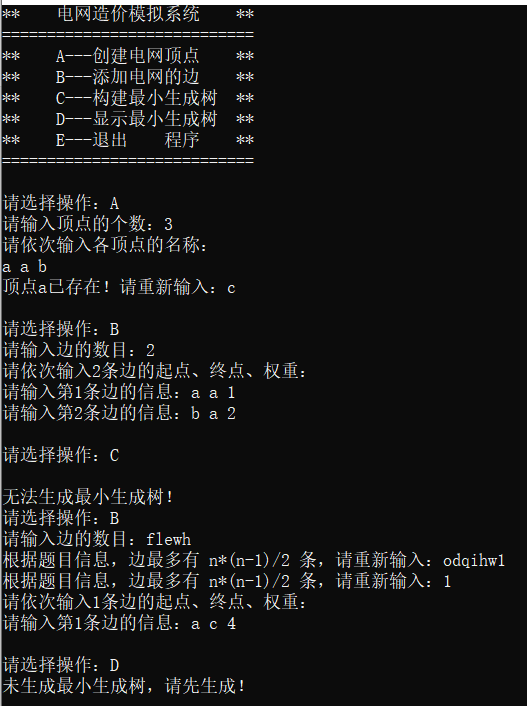 **    电网造价模拟系统    **
============================
**    A---创建电网顶点    **
**    B---添加电网的边    **
**    C---构建最小生成树  **
**    D---显示最小生成树  **
**    E---退出    程序    **
============================
请选择操作：A
请输入顶点的个数：3
请依次输入各顶点的名称：
a a b
顶点a已存在！请重新输入：c
请选择操作：B
请输入边的数目：2
请依次输入2条边的起点、终点、权重：
请输入第1条边的信息：a a 1
请输入第2条边的信息：b a 2
请选择操作：C
无法生成最小生成树！
请选择操作：B
请输入边的数目：flewh
根据题目信息，边最多有 n*(n-1)/2 条，请重新输入：odqihw1
根据题目信息，边最多有 n*(n-1)/2 条，请重新输入：1
请依次输入1条边的起点、终点、权重：
请输入第1条边的信息：a c 4
请选择操作：D
未生成最小生成树，请先生成！